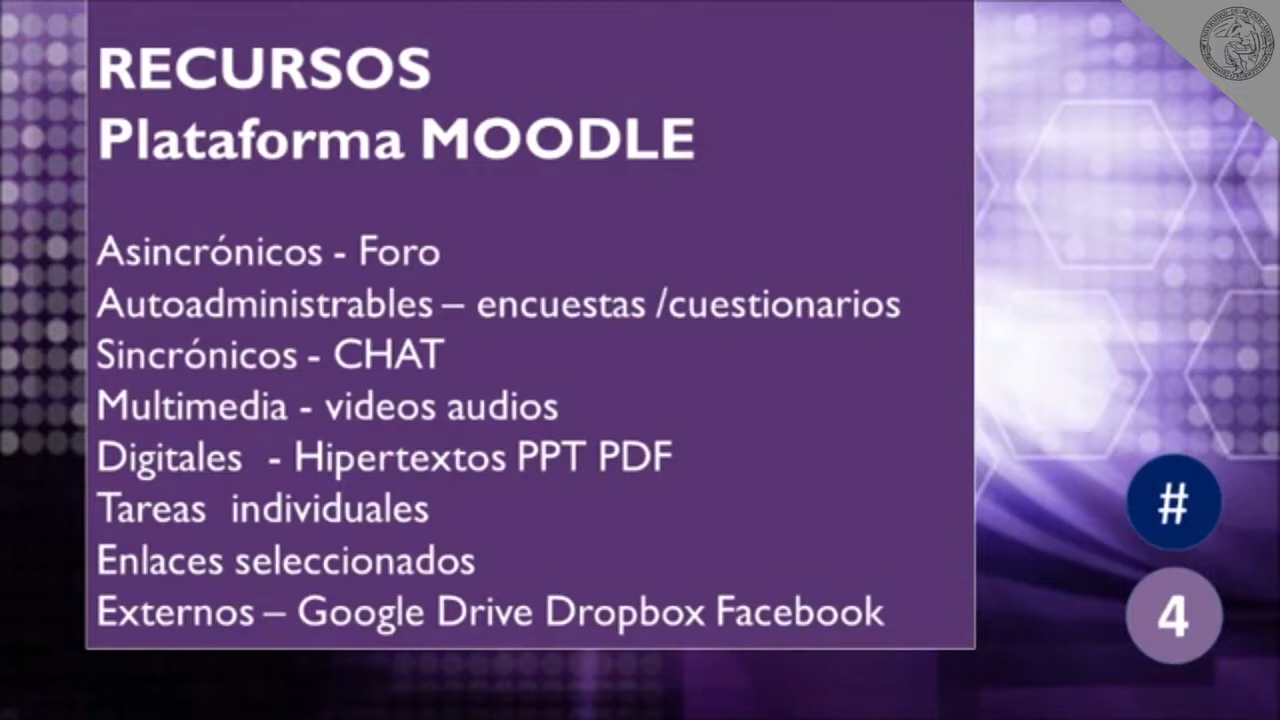 RECURSOS
Plataforma MOODLE
Asincrónicos - Foro
Autoadministrables – encuestas /cuestionarios
Sincrónicos - CHAT
Multimedia - videos audios
Digitales - Hipertextos PPT PDF
Tareas individuales
Enlaces seleccionados
Externos – Google Drive Dropbox Facebook
#
4